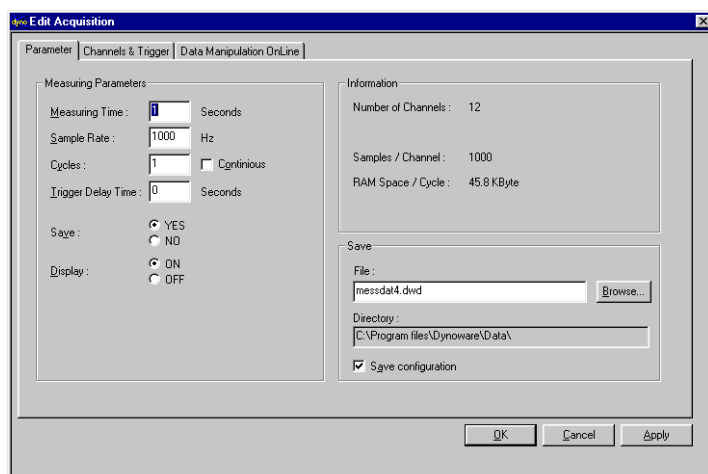 dyno Edit Acquisition
Parameter
Channels & Trigger
Data Manipulation OnLine
Measuring Parameters
Measuring Time : 1 Seconds
Sample Rate : 1000 Hz
Cycles : 1 Continious
Trigger Delay Time : 0 Seconds
Save : YES
NO
Display : ON
OFF
Information
Number of Channels : 12
Samples / Channel : 1000
RAM Space / Cycle : 45.8 KByte
Save
File :
messdat4.dwd Browse...
Directory :
C:\Program files\Dynoware\Data\
Save configuration
OK Cancel Apply